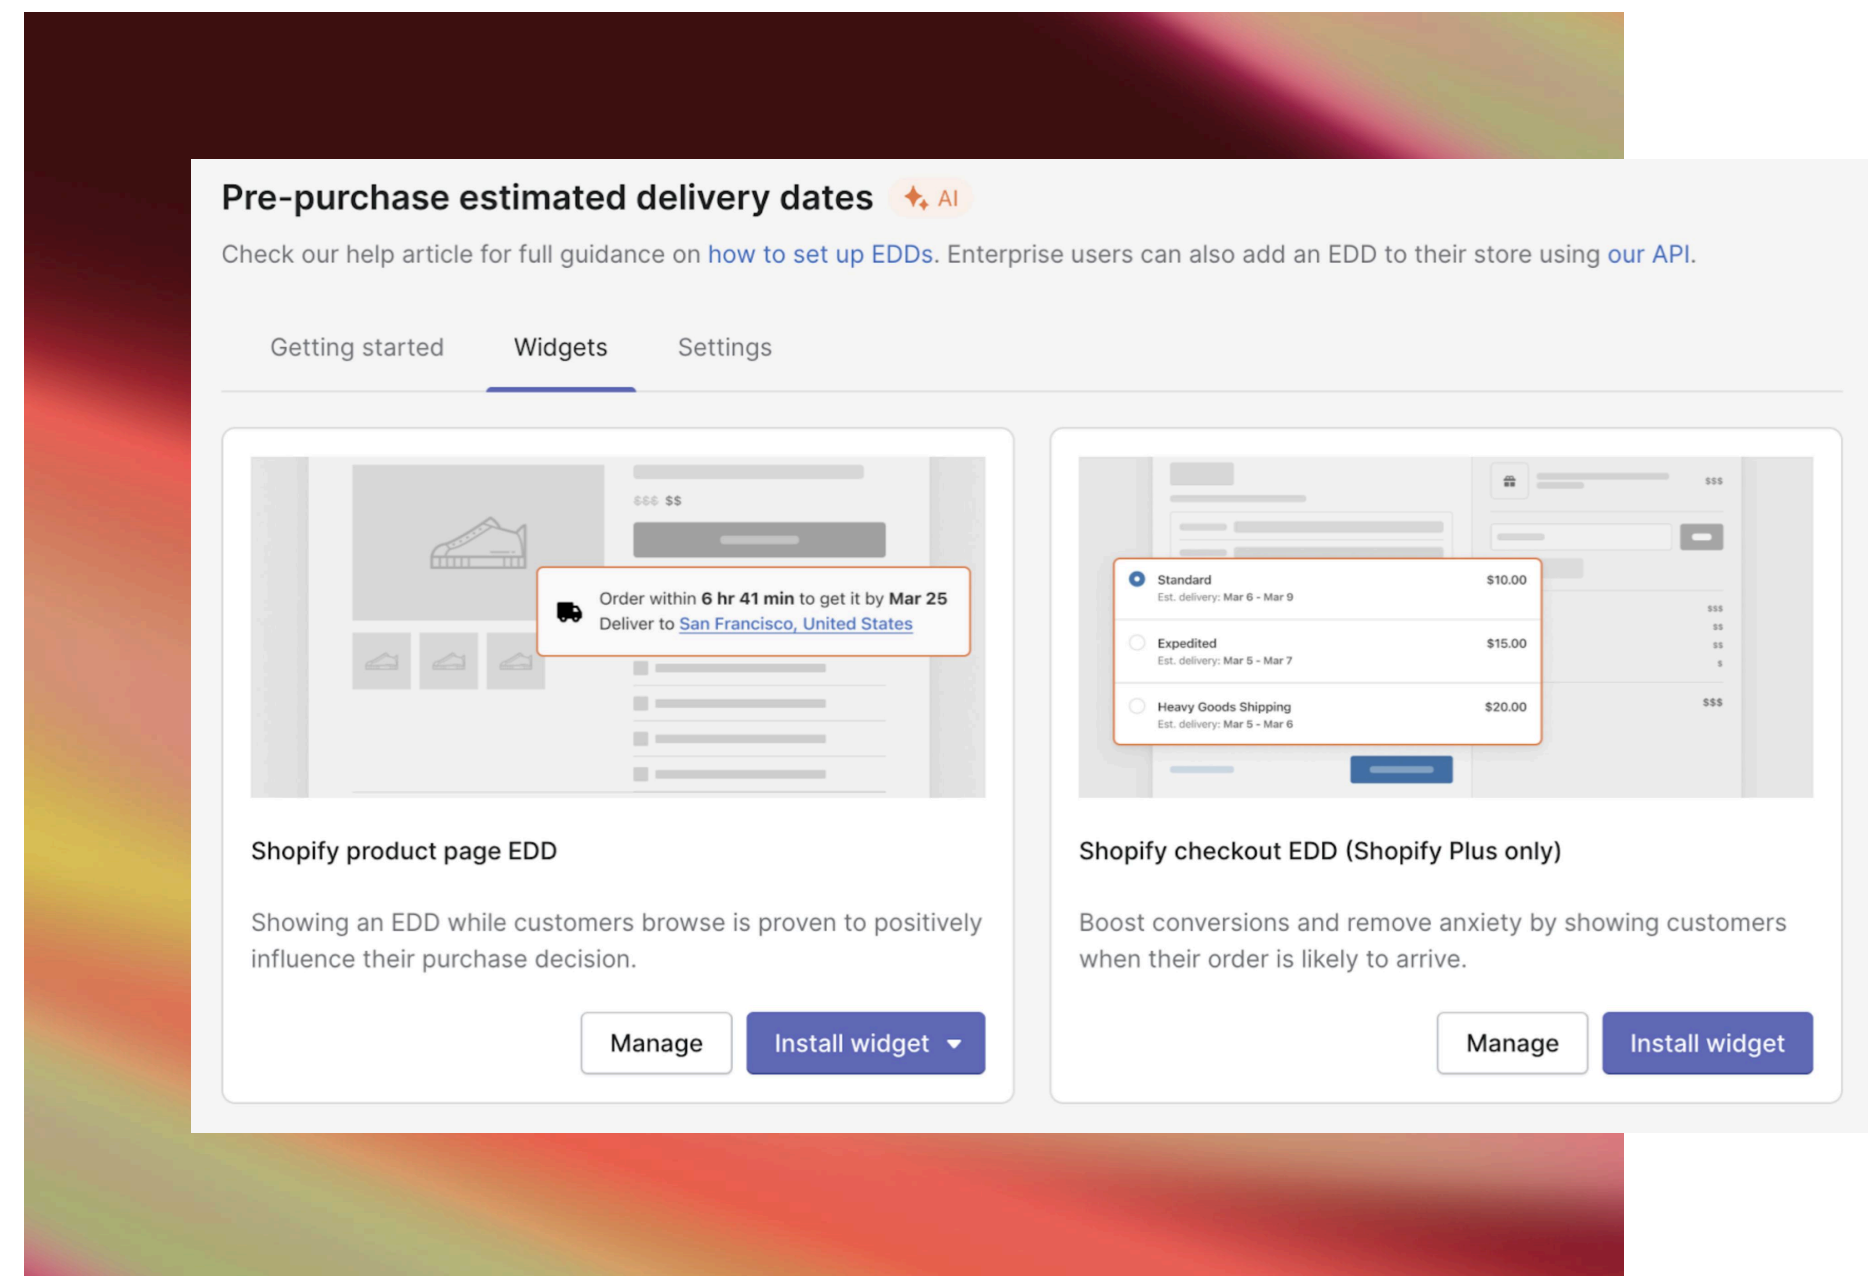 Pre-purchase estimated delivery dates AI
Check our help article for full guidance on how to set up EDDs. Enterprise users can also add an EDD to their store using our API.
Getting started Widgets Settings
$$$ $$
Order within 6 hr 41 min to get it by Mar 25
Deliver to San Francisco, United States
Shopify product page EDD
Showing an EDD while customers browse is proven to positively
influence their purchase decision.
Manage Install widget
$$$
Standard $10.00
Est. delivery: Mar 6 - Mar 9
$$$
$$
Expedited $15.00
$$
Est. delivery: Mar 5 - Mar 7
$
Heavy Goods Shipping $20.00
$$$
Est. delivery: Mar 5 - Mar 6
Shopify checkout EDD (Shopify Plus only)
Boost conversions and remove anxiety by showing customers
when their order is likely to arrive.
Manage Install widget